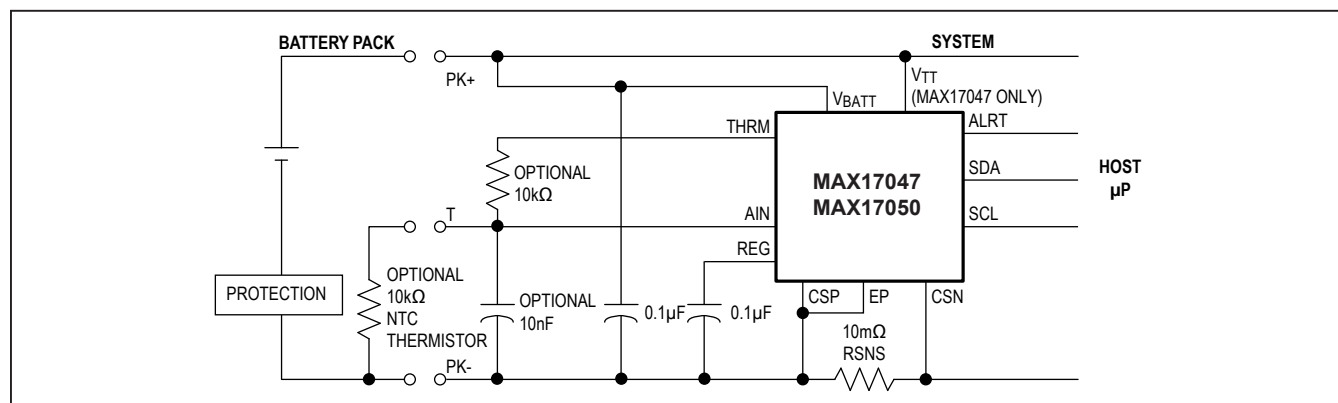 BATTERY PACK
SYSTEM
PK+
VTT
(MAX17047 ONLY)
VBATT
THRM
ALRT
OPTIONAL
10kΩ
MAX17047
MAX17050
SDA
HOST
µP
T
AIN
SCL
REG
PROTECTION
OPTIONAL
10kΩ
NTC
THERMISTOR
OPTIONAL
10nF
0.1µF
0.1µF
CSP
EP
CSN
10mΩ
RSNS
PK-